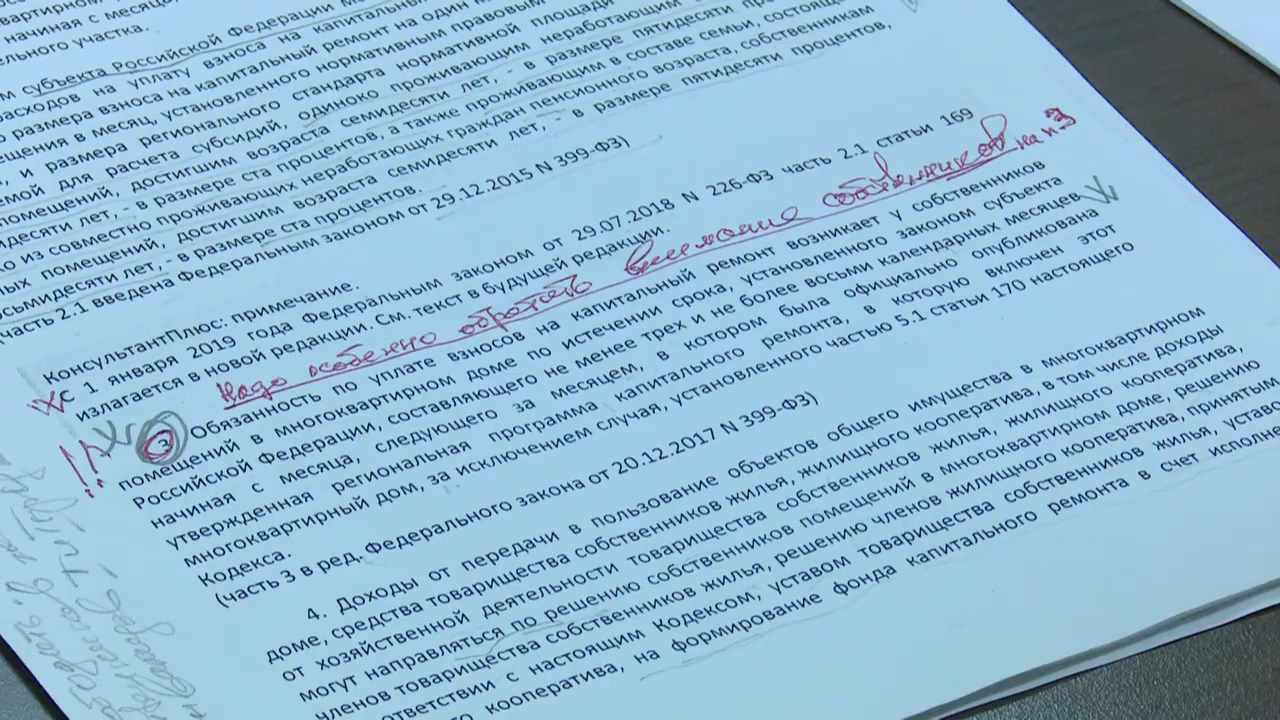 начиная с месяца,
ельного участка.
м субъекта Российской Федерации
расходов на уплату взноса на капитальный
размера взноса на капитальный ремонт на один
ещения в месяц, установленного нормативным правовым
, и размера регионального стандарта нормативной площади
емой для расчета субсидий, одиноко проживающим неработающим
помещений, достигшим возраста семидесяти лет, - в размере пятидесяти
идесяти лет, - в размере ста процентов, а также проживающим в составе семьи, состоящей
о из совместно проживающих неработающих граждан пенсионного возраста, собственникам
ых помещений, достигшим возраста семидесяти лет, - в размере пятидесяти процентов,
осьмидесяти лет, - в размере ста процентов.
(часть 2.1 введена Федеральным законом от 29.12.2015 N 399-ФЗ)
КонсультантПлюс: примечание.
С 1 января 2019 года Федеральным законом от 29.07.2018 N 226-ФЗ часть 2.1 статьи 169
излагается в новой редакции. См. текст в будущей редакции.
Надо особенно обратить внимание собственников на п.3
!! 3. Обязанность по уплате взносов на капитальный ремонт возникает у собственников
помещений в многоквартирном доме по истечении срока, установленного законом субъекта
Российской Федерации, составляющего не менее трех и не более восьми календарных месяцев,
начиная с месяца, следующего за месяцем, в котором была официально опубликована
утвержденная региональная программа капитального ремонта, в которую включен этот
многоквартирный дом, за исключением случая, установленного частью 5.1 статьи 170 настоящего
Кодекса.
(часть 3 в ред. Федерального закона от 20.12.2017 N 399-ФЗ)
4. Доходы от передачи в пользование объектов общего имущества в многоквартирном
доме, средства товарищества собственников жилья, жилищного кооператива, в том числе доходы
от хозяйственной деятельности товарищества собственников жилья, жилищного кооператива,
могут направляться по решению собственников помещений в многоквартирном доме, решению
членов товарищества собственников жилья, решению членов жилищного кооператива, принятым
ответствии с настоящим Кодексом, уставом товарищества собственников жилья, уставо
кооператива, на формирование фонда капитального ремонта в счет исполне